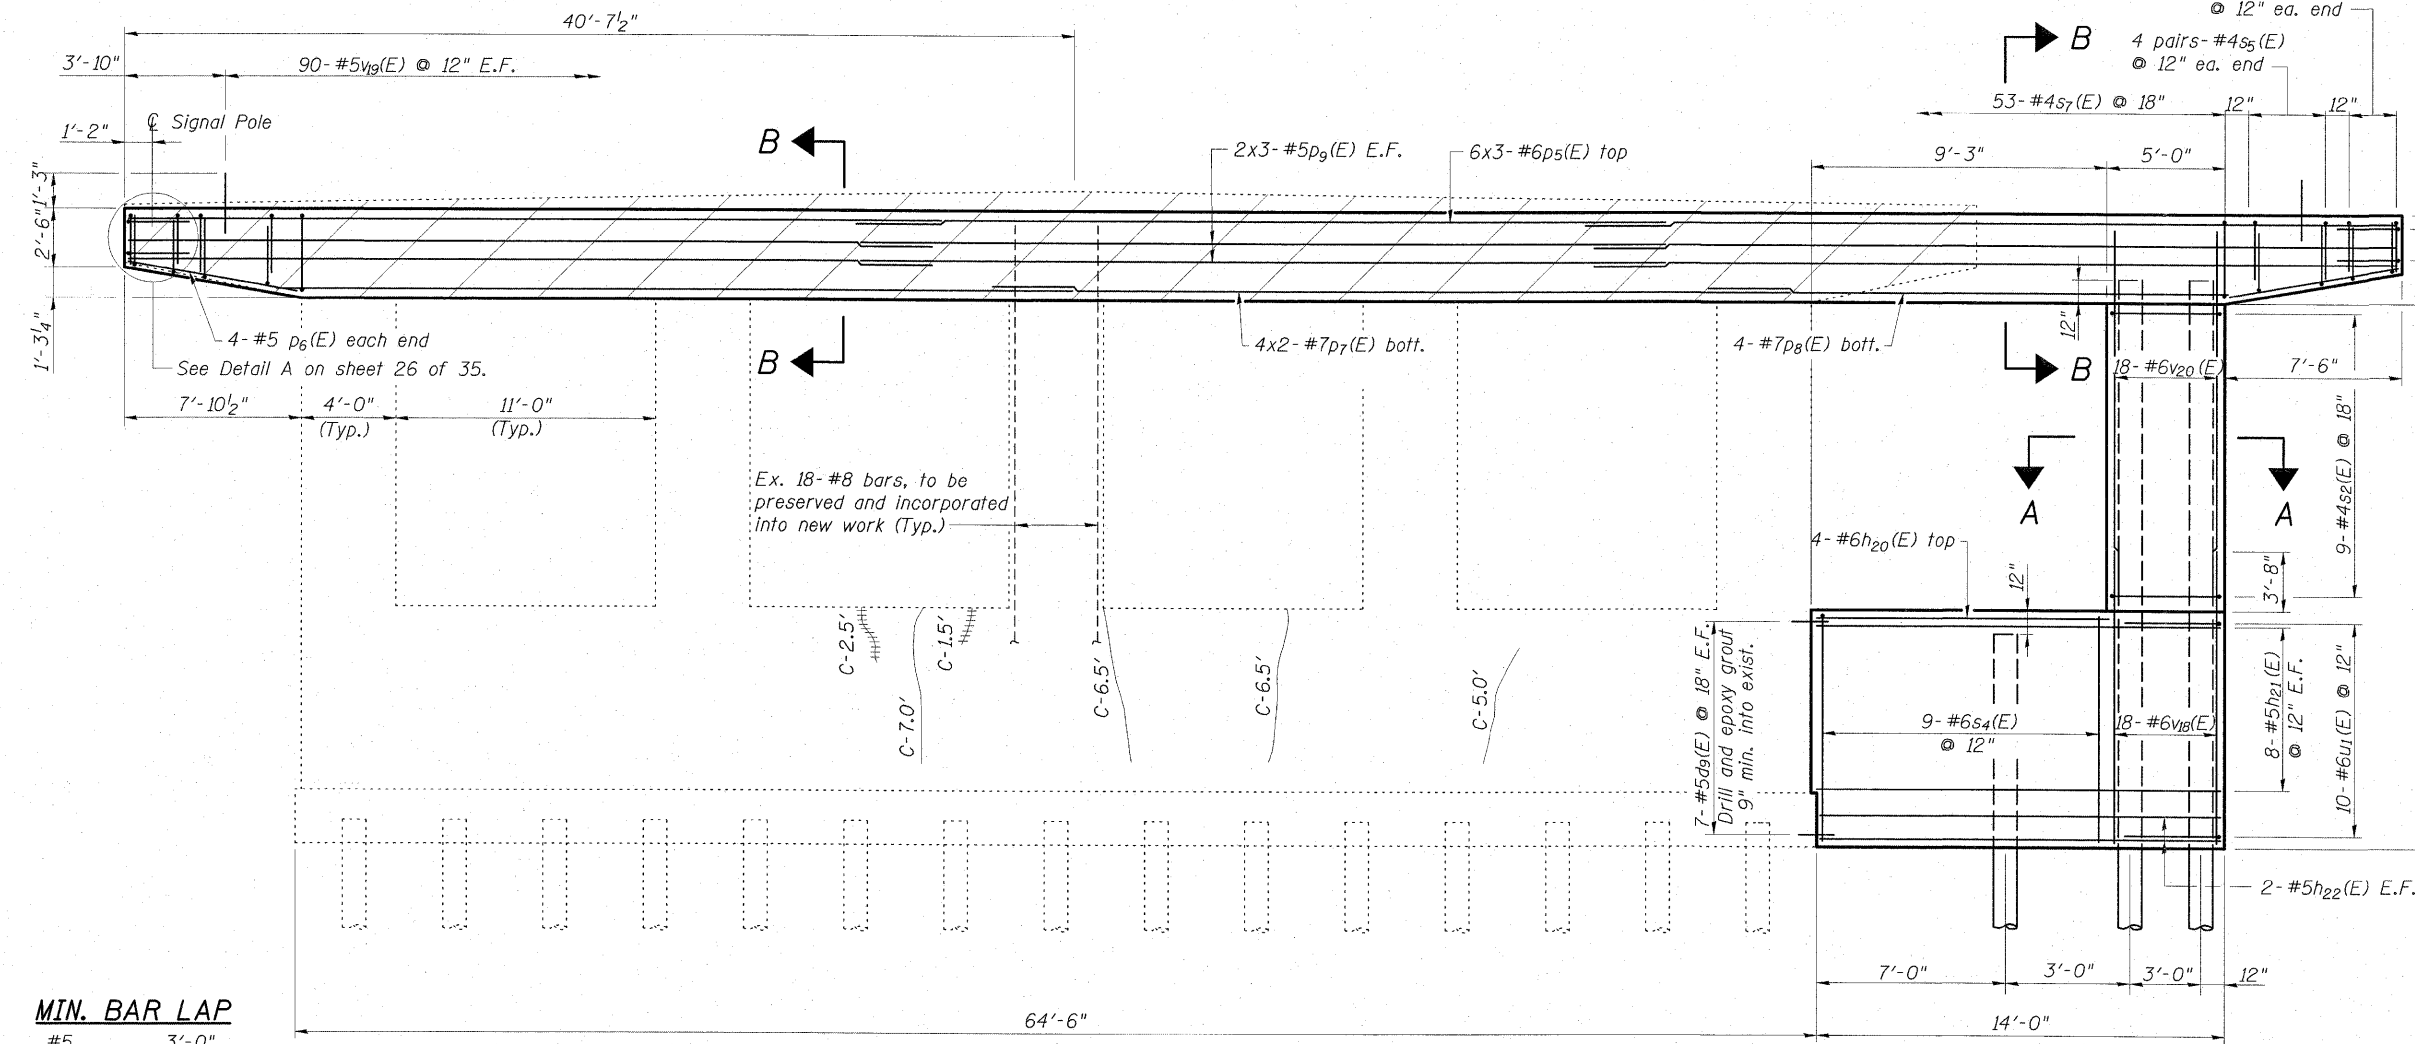 40'-7½"
@ 12" ea. end
4 pairs-#4s5(E)
@ 12" ea. end
B
3'-10"
90-#5v19(E) @ 12" E.F.
53-#4s7(E) @ 18"
12"
12"
1'-2"
℄ Signal Pole
B
2x3-#5p9(E) E.F.
6x3-#6p5(E) top
9'-3"
5'-0"
1'-3"
2'-6"
1'-3¼"
4-#5 p6(E) each end
See Detail A on sheet 26 of 35.
B
4x2-#7p7(E) bott.
4-#7p8(E) bott.
12"
B
18-#6v20(E)
7'-6"
7'-10½"
4'-0"
(Typ.)
11'-0"
(Typ.)
Ex. 18-#8 bars, to be
preserved and incorporated
into new work (Typ.)
A
A
9-#4s2(E) @ 18"
4-#6h20(E) top
12"
3'-8"
C-2.5'
C-7.0'
C-1.5'
C-6.5'
C-6.5'
C-5.0'
7-#5d9(E) @ 18" E.F.
Drill and epoxy grout
9" min. into exist.
9-#6s4(E)
@ 12"
18-#6v18(E)
8-#5h21(E)
@ 12" E.F.
10-#6u1(E) @ 12"
2-#5h22(E) E.F.
7'-0"
3'-0"
3'-0"
12"
64'-6"
14'-0"
MIN. BAR LAP
#5 3'-0"